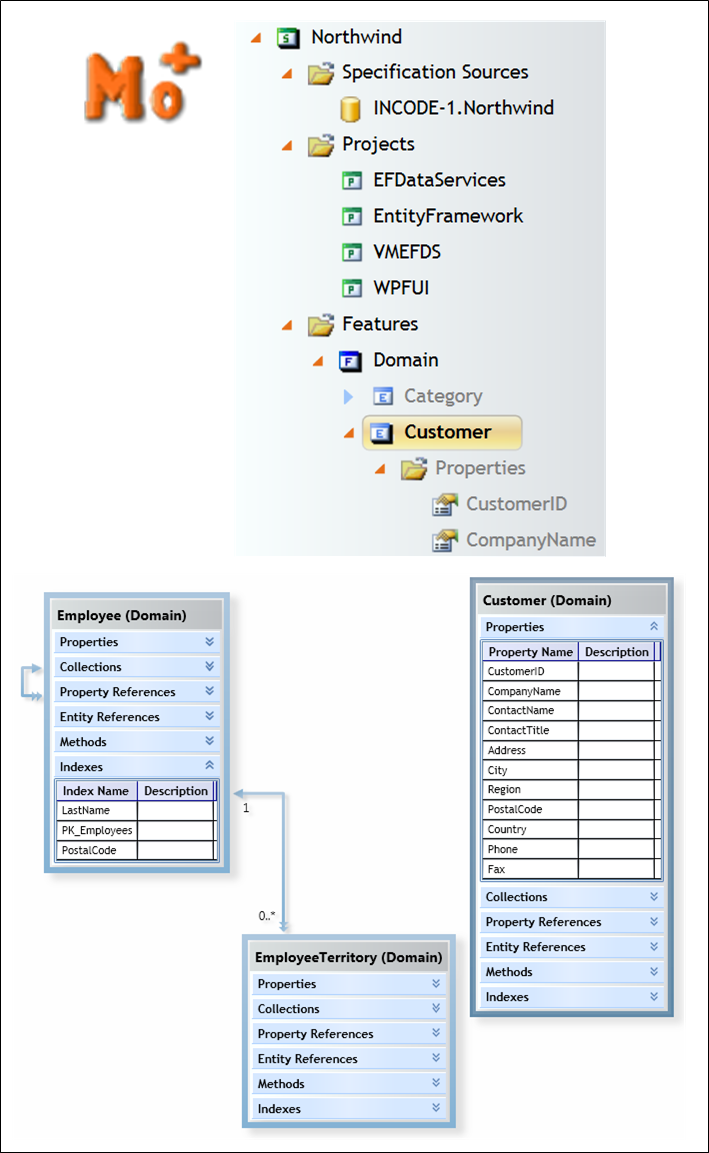 Mo+
Northwind
Specification Sources
INCODE-1.Northwind
Projects
EFDataServices
EntityFramework
VMEFDS
WPFUI
Features
Domain
Category
Customer
Properties
CustomerID
CompanyName
Employee (Domain)
Properties
Collections
Property References
Entity References
Methods
Indexes
Index Name Description
LastName
PK_Employees
PostalCode
1
0..*
EmployeeTerritory (Domain)
Properties
Collections
Property References
Entity References
Methods
Indexes
Customer (Domain)
Properties
Property Name Description
CustomerID
CompanyName
ContactName
ContactTitle
Address
City
Region
PostalCode
Country
Phone
Fax
Collections
Property References
Entity References
Methods
Indexes